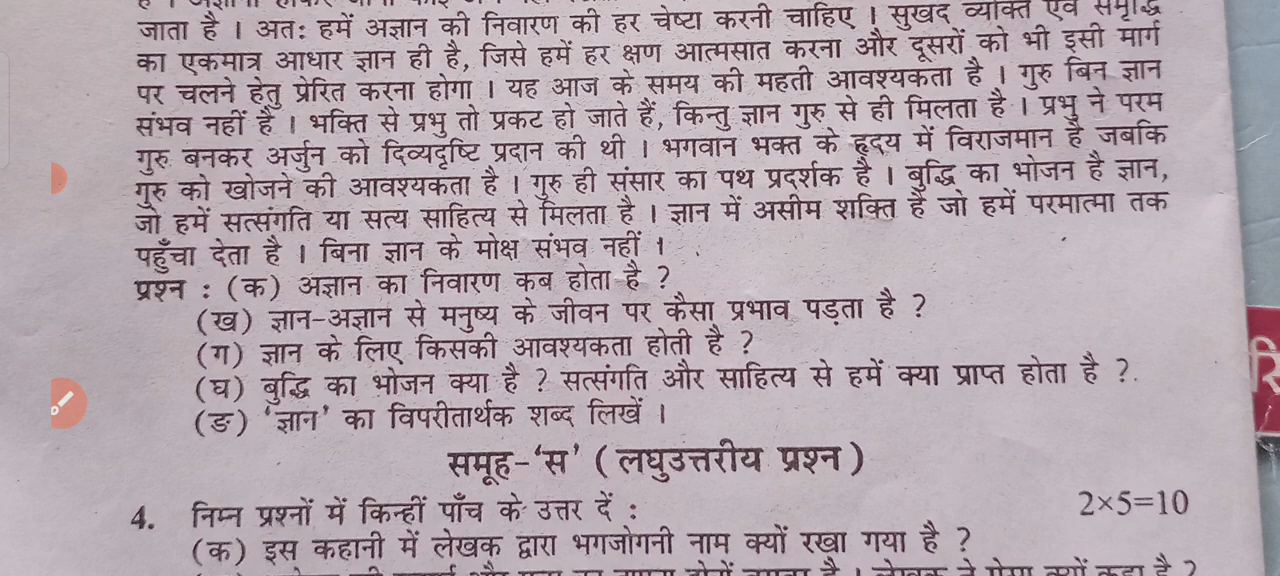 जाता है । अतः हमें अज्ञान की निवारण की हर चेष्टा करनी चाहिए । सुखद व्यक्ति एवं समृद्धि
का एकमात्र आधार ज्ञान ही है, जिसे हमें हर क्षण आत्मसात करना और दूसरों को भी इसी मार्ग
पर चलने हेतु प्रेरित करना होगा । यह आज के समय की महती आवश्यकता है । गुरु बिन ज्ञान
संभव नहीं है । भक्ति से प्रभु तो प्रकट हो जाते हैं, किन्तु ज्ञान गुरु से ही मिलता है । प्रभु ने परम
गुरु बनकर अर्जुन को दिव्यदृष्टि प्रदान की थी । भगवान भक्त के हृदय में विराजमान है जबकि
गुरु को खोजने की आवश्यकता है । गुरु ही संसार का पथ प्रदर्शक है । बुद्धि का भोजन है ज्ञान,
जो हमें सत्संगति या सत्य साहित्य से मिलता है । ज्ञान में असीम शक्ति है जो हमें परमात्मा तक
पहुँचा देता है । बिना ज्ञान के मोक्ष संभव नहीं ।
प्रश्न : (क) अज्ञान का निवारण कब होता है ?
(ख) ज्ञान-अज्ञान से मनुष्य के जीवन पर कैसा प्रभाव पड़ता है ?
(ग) ज्ञान के लिए किसकी आवश्यकता होती है ?
(घ) बुद्धि का भोजन क्या है ? सत्संगति और साहित्य से हमें क्या प्राप्त होता है ?
(ङ) 'ज्ञान' का विपरीतार्थक शब्द लिखें ।
समूह-'स' (लघुउत्तरीय प्रश्न)
4. निम्न प्रश्नों में किन्हीं पाँच के उत्तर दें : 2×5=10
(क) इस कहानी में लेखक द्वारा भगजोगनी नाम क्यों रखा गया है ?